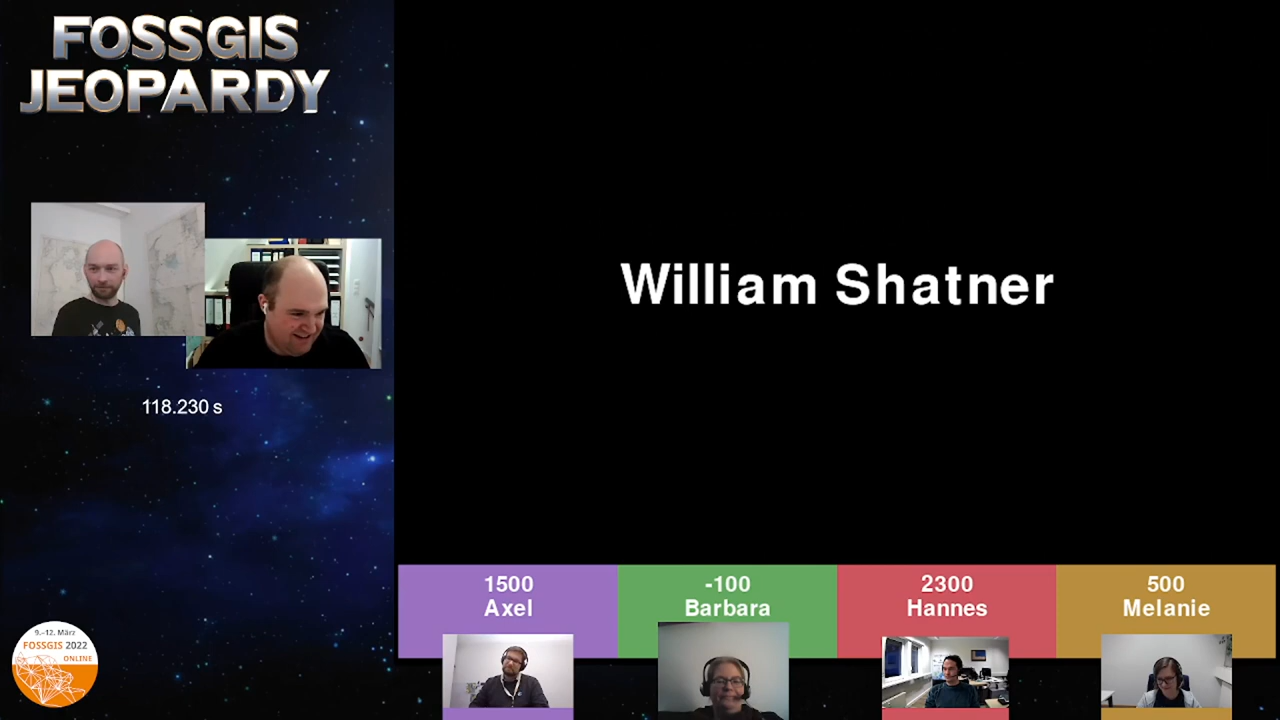 FOSSGIS
JEOPARDY
William Shatner
118.230 s
1500
Axel
-100
Barbara
2300
Hannes
500
Melanie
9.–12. März
FOSSGIS 2022
ONLINE